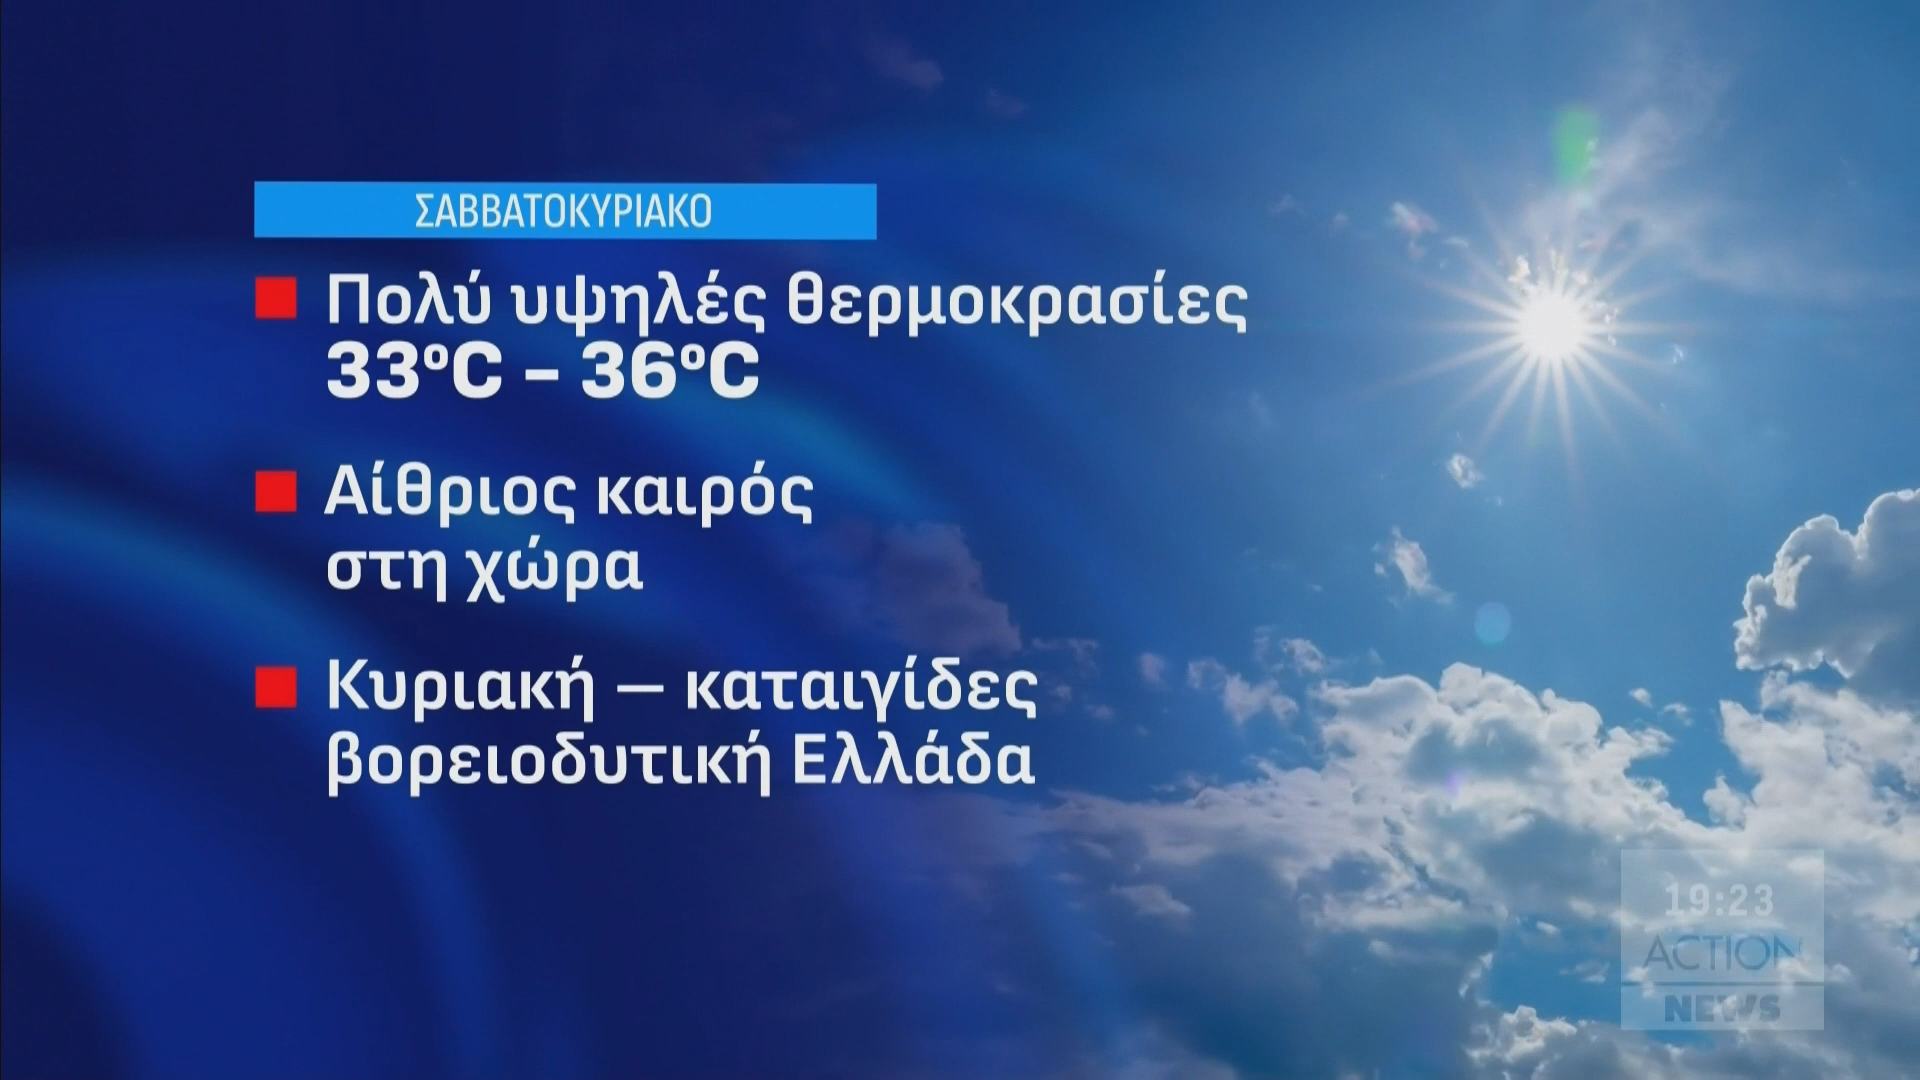 ΣΑΒΒΑΤΟΚΥΡΙΑΚΟ
Πολύ υψηλές θερμοκρασίες
33°C – 36°C
Αίθριος καιρός
στη χώρα
Κυριακή – καταιγίδες
βορειοδυτική Ελλάδα
19:23
ACTION
NEWS